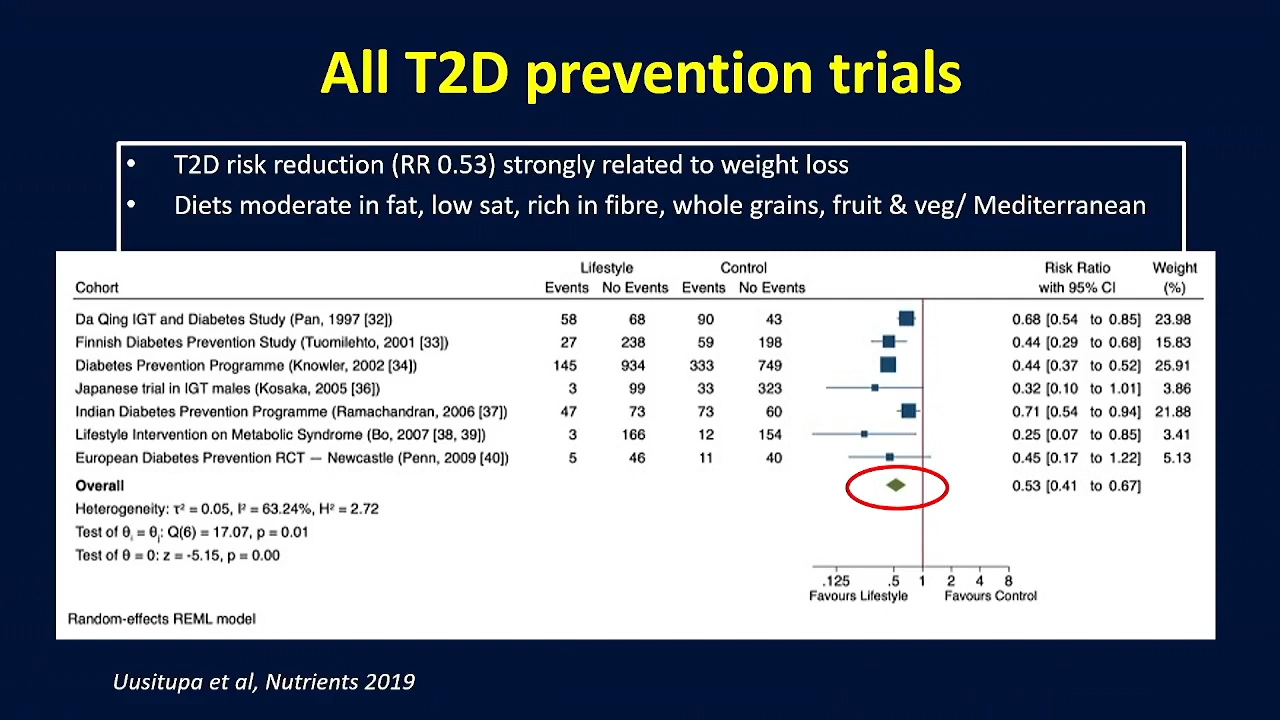 All T2D prevention trials
• T2D risk reduction (RR 0.53) strongly related to weight loss
• Diets moderate in fat, low sat, rich in fibre, whole grains, fruit & veg/ Mediterranean
Lifestyle Control Risk Ratio Weight
Cohort Events No Events Events No Events with 95% CI (%)
Da Qing IGT and Diabetes Study (Pan, 1997 [32]) 58 68 90 43 0.68 [0.54 to 0.85] 23.98
Finnish Diabetes Prevention Study (Tuomilehto, 2001 [33]) 27 238 59 198 0.44 [0.29 to 0.68] 15.83
Diabetes Prevention Programme (Knowler, 2002 [34]) 145 934 333 749 0.44 [0.37 to 0.52] 25.91
Japanese trial in IGT males (Kosaka, 2005 [36]) 3 99 33 323 0.32 [0.10 to 1.01] 3.86
Indian Diabetes Prevention Programme (Ramachandran, 2006 [37]) 47 73 73 60 0.71 [0.54 to 0.94] 21.88
Lifestyle Intervention on Metabolic Syndrome (Bo, 2007 [38, 39]) 3 166 12 154 0.25 [0.07 to 0.85] 3.41
European Diabetes Prevention RCT — Newcastle (Penn, 2009 [40]) 5 46 11 40 0.45 [0.17 to 1.22] 5.13
Overall 0.53 [0.41 to 0.67]
Heterogeneity: τ² = 0.05, I² = 63.24%, H² = 2.72
Test of θᵢ = θⱼ: Q(6) = 17.07, p = 0.01
Test of θ = 0: z = -5.15, p = 0.00
.125 .5 1 2 4 8
Favours Lifestyle Favours Control
Random-effects REML model
Uusitupa et al, Nutrients 2019